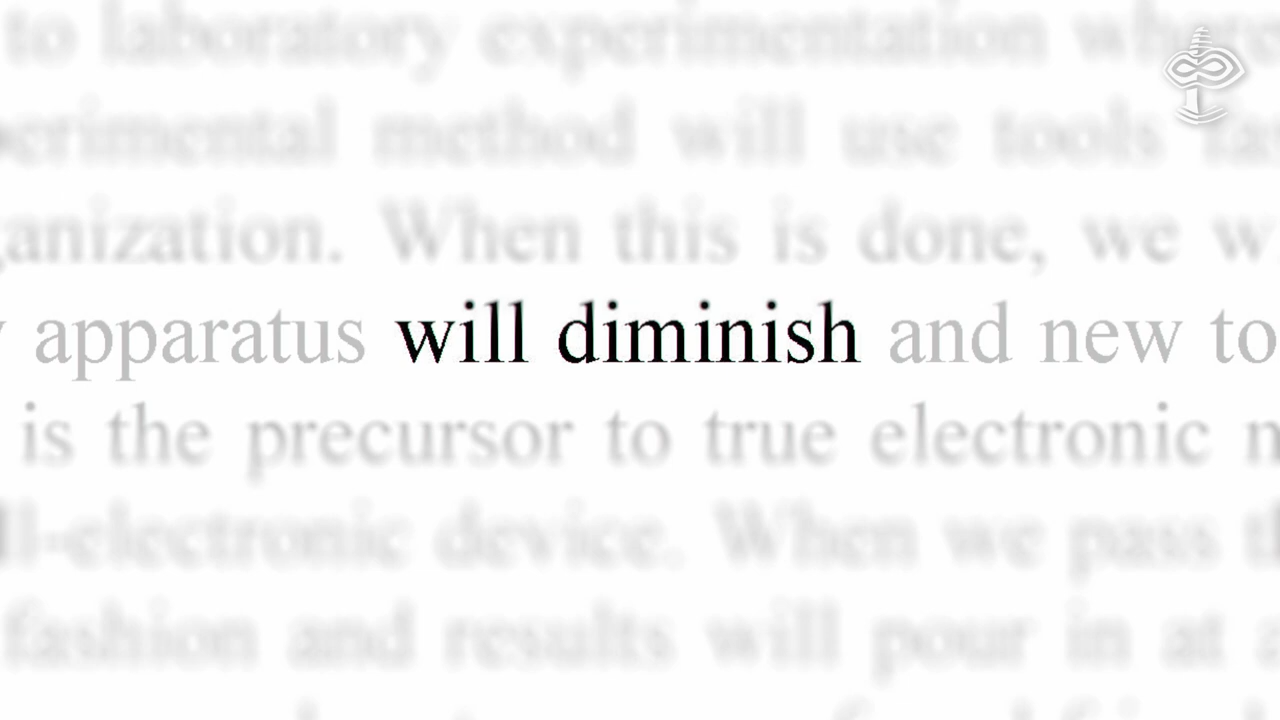 to laboratory experimentation where
perimental method will use tools
ganization. When this is done, we
apparatus will diminish and new to
is the precursor to true electronic
ll-electronic device. When we pass
fashion and results will pour in at